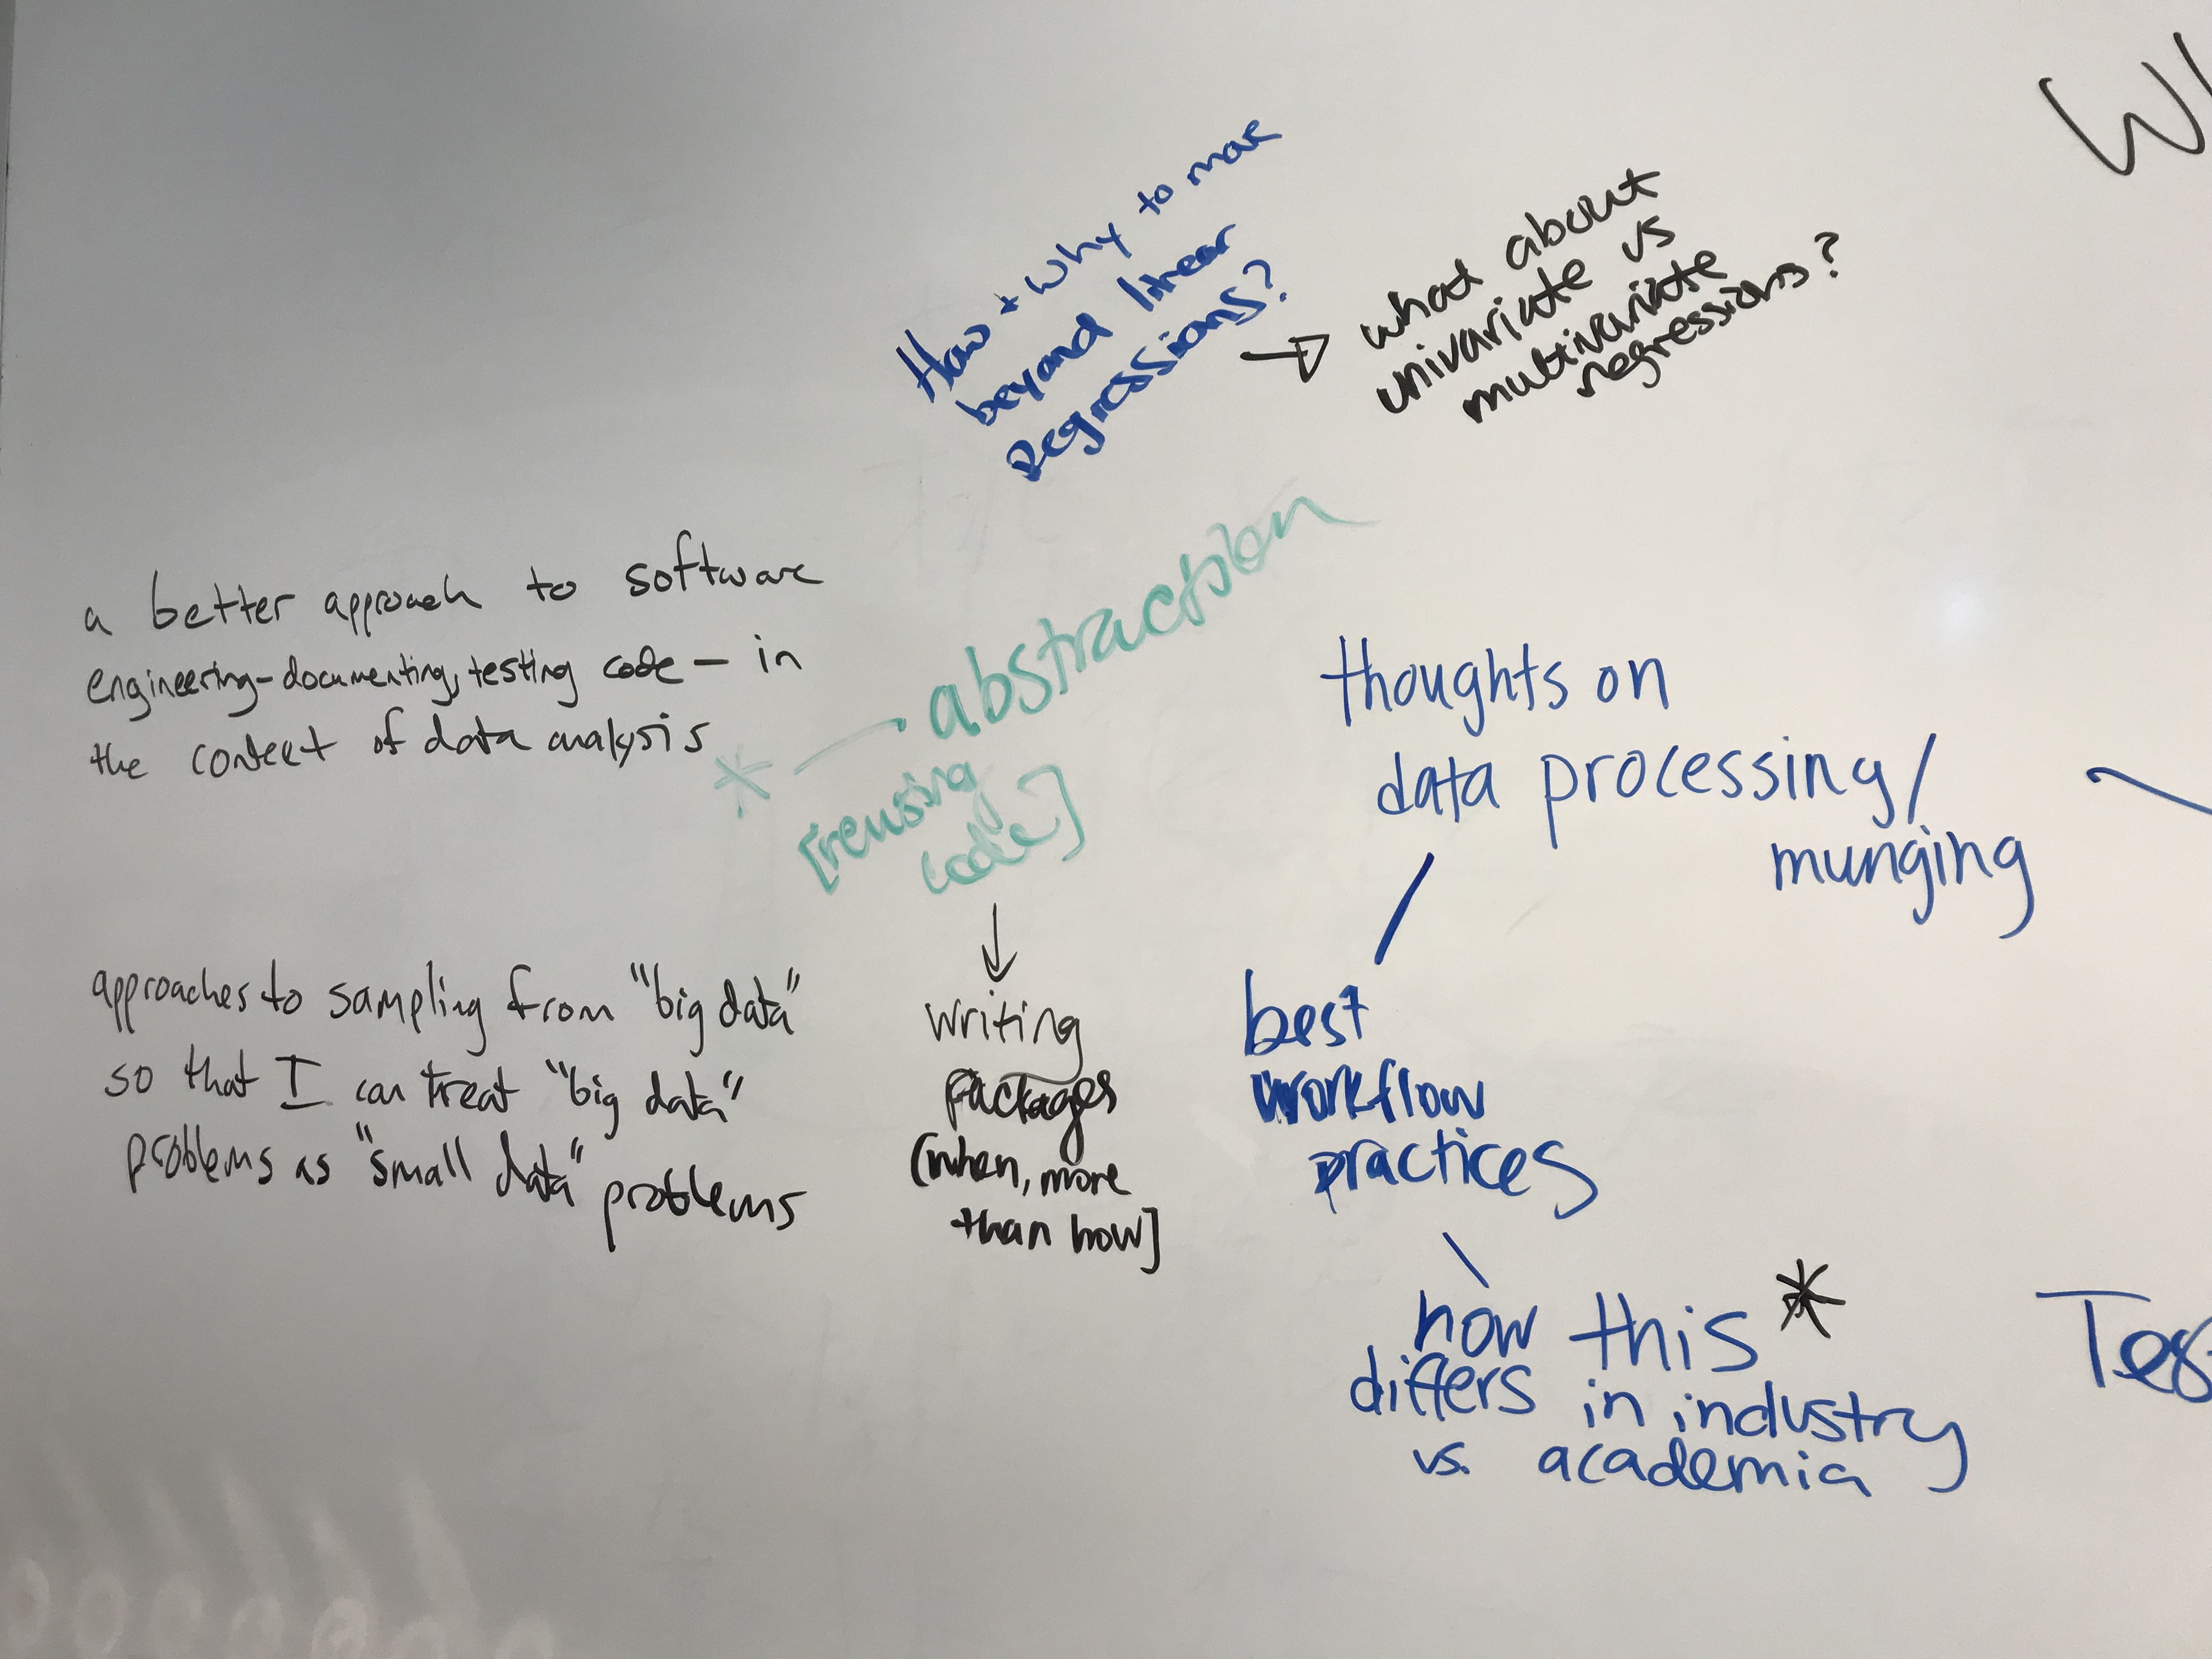 How + why to move
beyond linear
regressions?
what about
univariate vs
multivariate
regressions?
a better approach to software
engineering - documenting, testing code - in
the context of data analysis
* abstraction
[reusing
code]
writing
packages
(when, more
than how]
approaches to sampling from "big data"
so that I can treat "big data"
problems as "small data" problems
thoughts on
data processing/
munging
best
workflow
practices
how this *
differs in industry
vs. academia